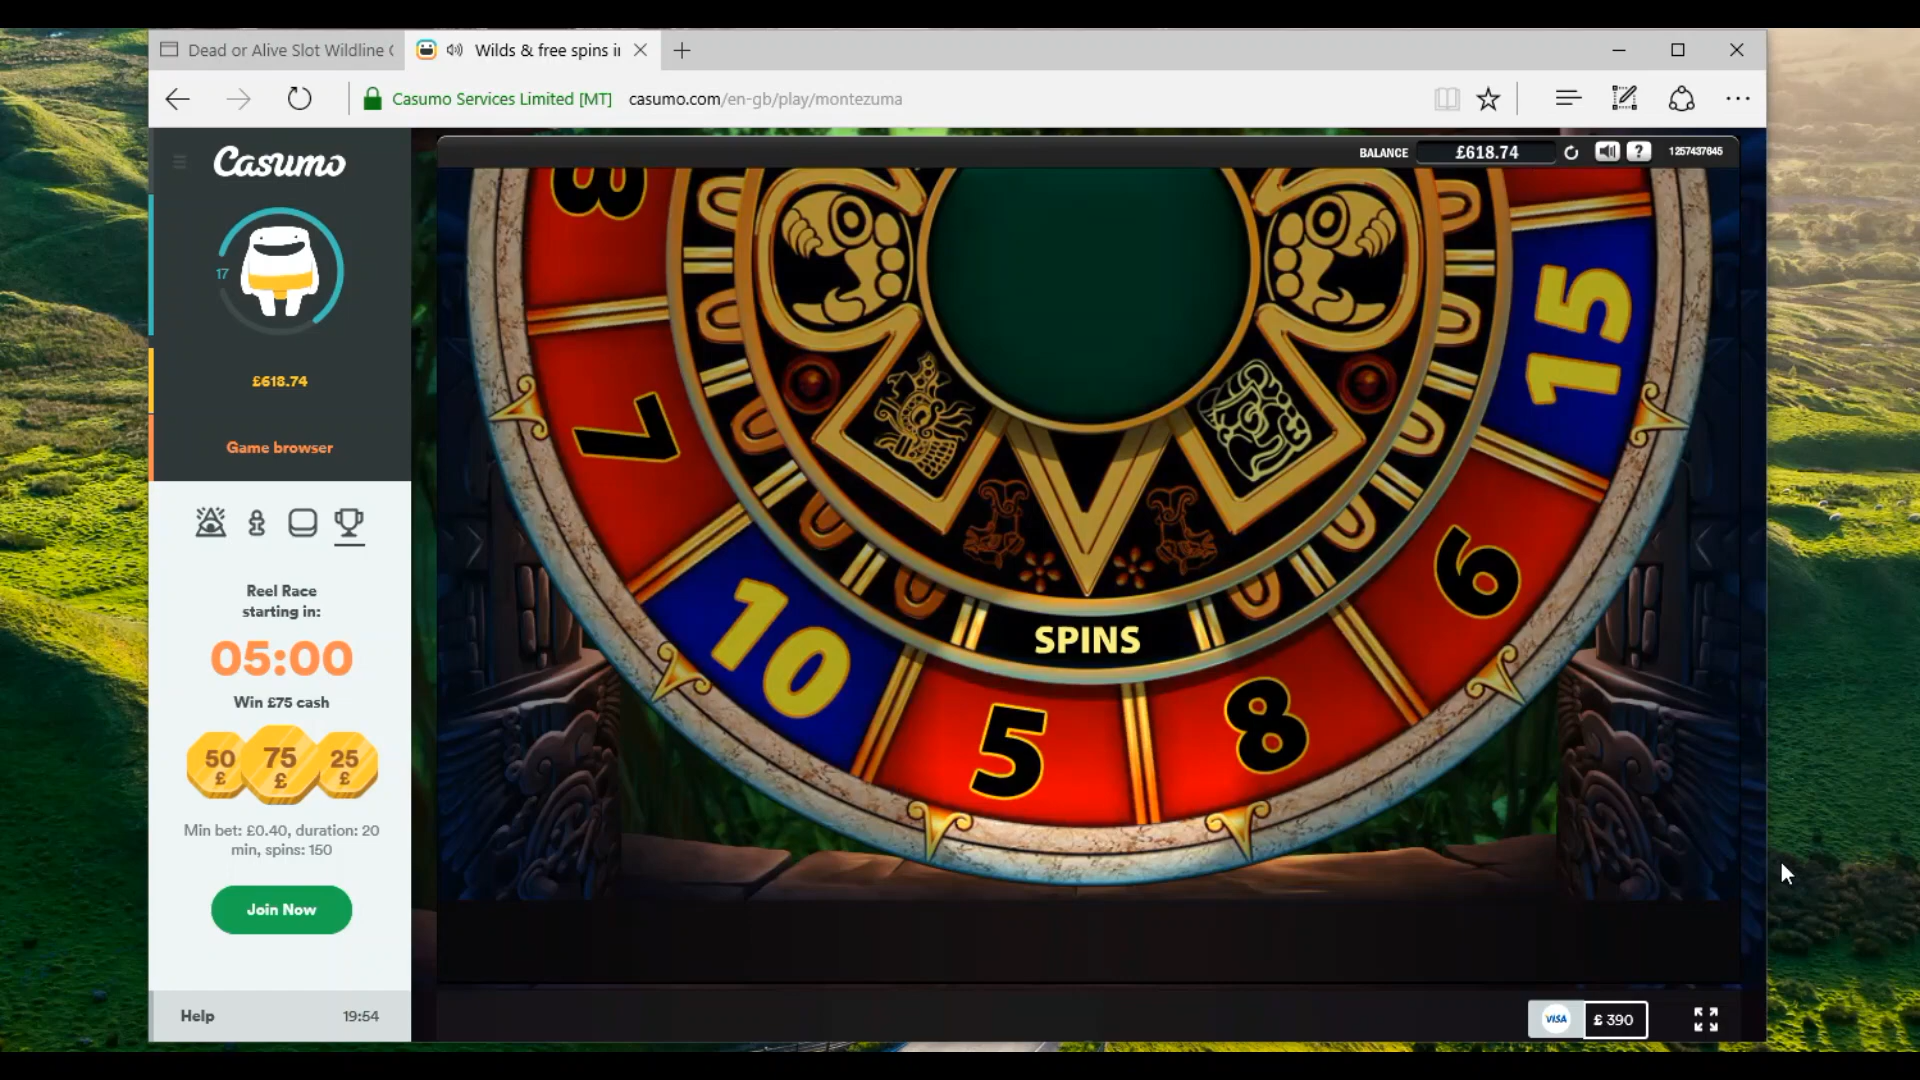 Dead or Alive Slot Wildline
Wilds & free spins i
Casumo Services Limited [MT]
casumo.com/en-gb/play/montezuma
BALANCE
£618.74
?
1257437645
Casumo
17
£618.74
Game browser
Reel Race
starting in:
05:00
Win £75 cash
50
£
75
£
25
£
Min bet: £0.40, duration: 20
min, spins: 150
Join Now
Help
19:54
7
10
5
8
6
15
SPINS
VISA
£ 390